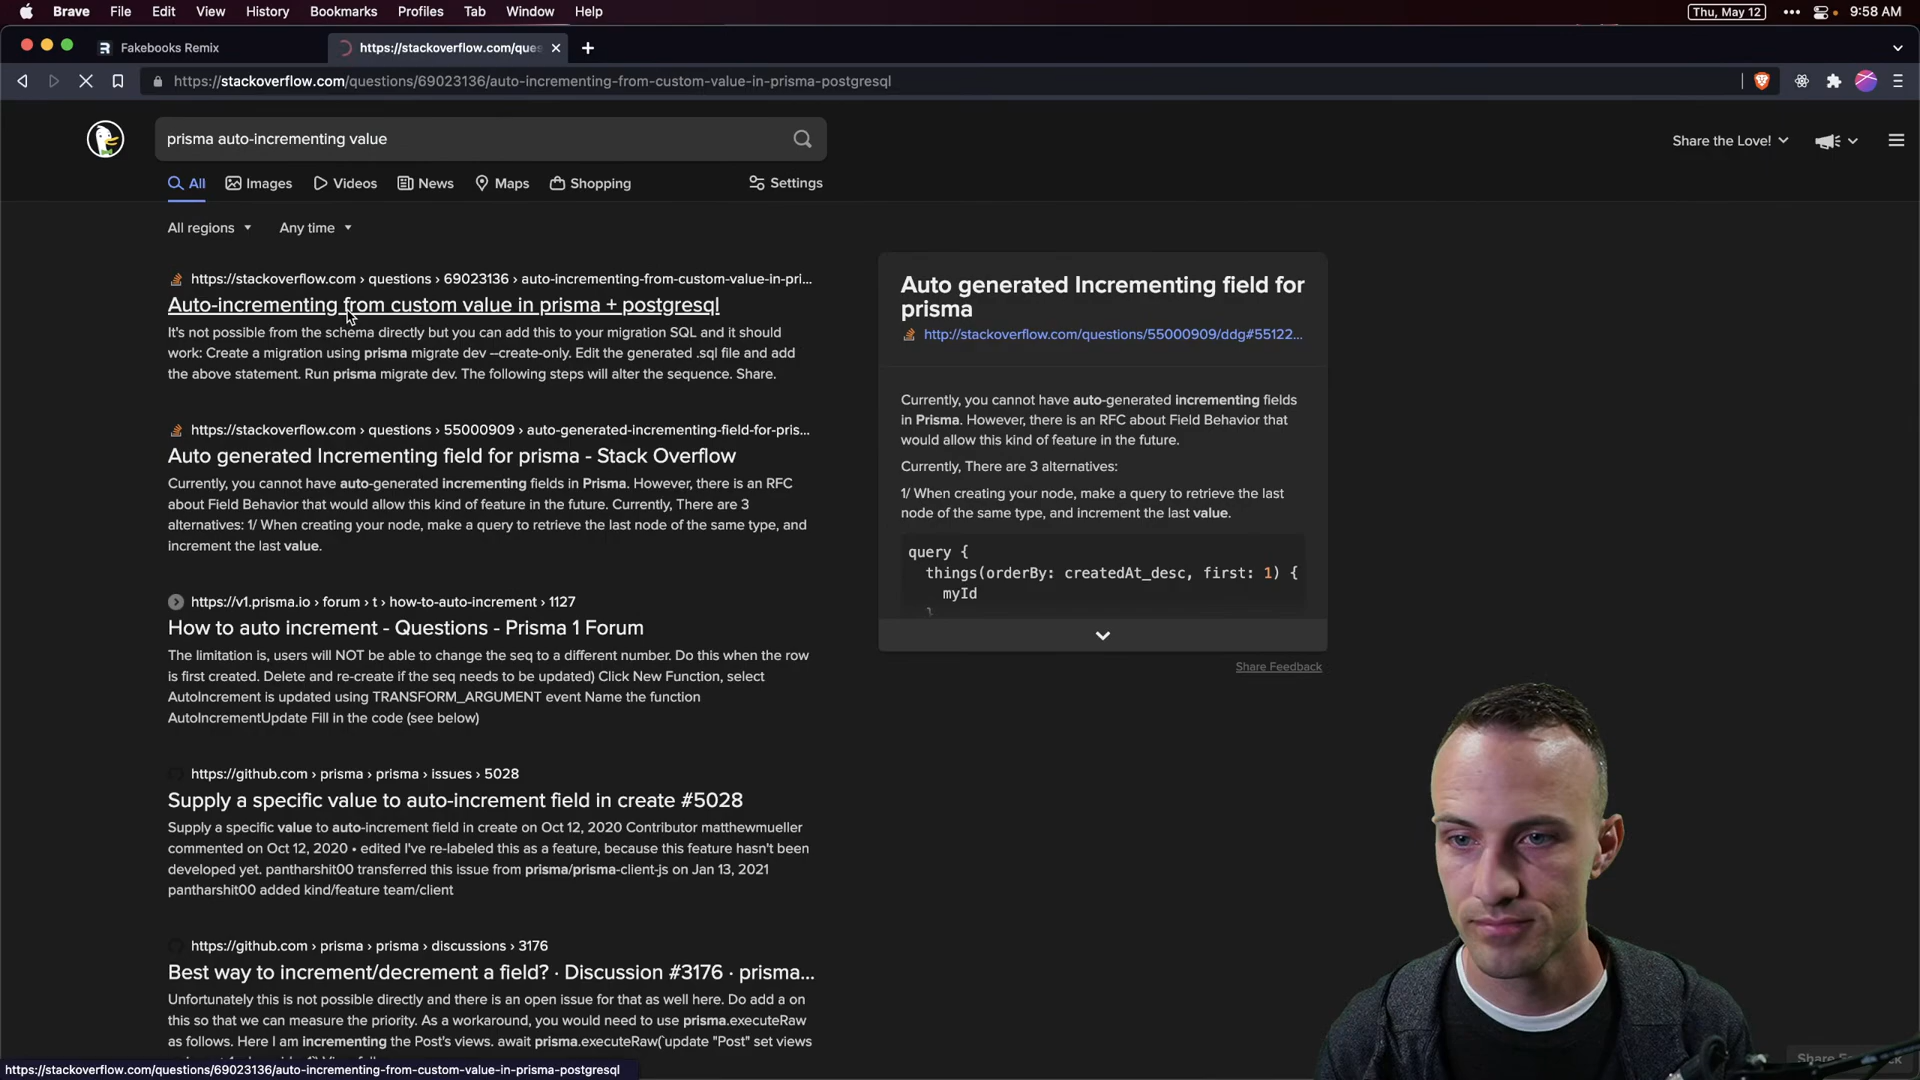 Brave File Edit View History Bookmarks Profiles Tab Window Help Thu, May 12 9:58 AM
Fakebooks Remix https://stackoverflow.com/ques
https://stackoverflow.com/questions/69023136/auto-incrementing-from-custom-value-in-prisma-postgresql
prisma auto-incrementing value Share the Love!
All Images Videos News Maps Shopping Settings
All regions Any time
https://stackoverflow.com › questions › 69023136 › auto-incrementing-from-custom-value-in-pri...
Auto-incrementing from custom value in prisma + postgresql
It's not possible from the schema directly but you can add this to your migration SQL and it should
work: Create a migration using prisma migrate dev --create-only. Edit the generated .sql file and add
the above statement. Run prisma migrate dev. The following steps will alter the sequence. Share.
https://stackoverflow.com › questions › 55000909 › auto-generated-incrementing-field-for-pris...
Auto generated Incrementing field for prisma - Stack Overflow
Currently, you cannot have auto-generated incrementing fields in Prisma. However, there is an RFC
about Field Behavior that would allow this kind of feature in the future. Currently, There are 3
alternatives: 1/ When creating your node, make a query to retrieve the last node of the same type, and
increment the last value.
https://v1.prisma.io › forum › t › how-to-auto-increment › 1127
How to auto increment - Questions - Prisma 1 Forum
The limitation is, users will NOT be able to change the seq to a different number. Do this when the row
is first created. Delete and re-create if the seq needs to be updated) Click New Function, select
AutoIncrement is updated using TRANSFORM_ARGUMENT event Name the function
AutoIncrementUpdate Fill in the code (see below)
https://github.com › prisma › prisma › issues › 5028
Supply a specific value to auto-increment field in create #5028
Supply a specific value to auto-increment field in create on Oct 12, 2020 Contributor matthewmueller
commented on Oct 12, 2020 • edited I've re-labeled this as a feature, because this feature hasn't been
developed yet. pantharshit00 transferred this issue from prisma/prisma-client-js on Jan 13, 2021
pantharshit00 added kind/feature team/client
https://github.com › prisma › prisma › discussions › 3176
Best way to increment/decrement a field? · Discussion #3176 · prisma...
Unfortunately this is not possible directly and there is an open issue for that as well here. Do add a on
this so that we can measure the priority. As a workaround, you would need to use prisma.executeRaw
as follows. Here I am incrementing the Post's views. await prisma.executeRaw(`update "Post" set views
https://stackoverflow.com/questions/69023136/auto-incrementing-from-custom-value-in-prisma-postgresql
Auto generated Incrementing field for
prisma
http://stackoverflow.com/questions/55000909/ddg#55122...
Currently, you cannot have auto-generated incrementing fields
in Prisma. However, there is an RFC about Field Behavior that
would allow this kind of feature in the future.
Currently, There are 3 alternatives:
1/ When creating your node, make a query to retrieve the last
node of the same type, and increment the last value.
query {
things(orderBy: createdAt_desc, first: 1) {
myId
}
Share Feedback